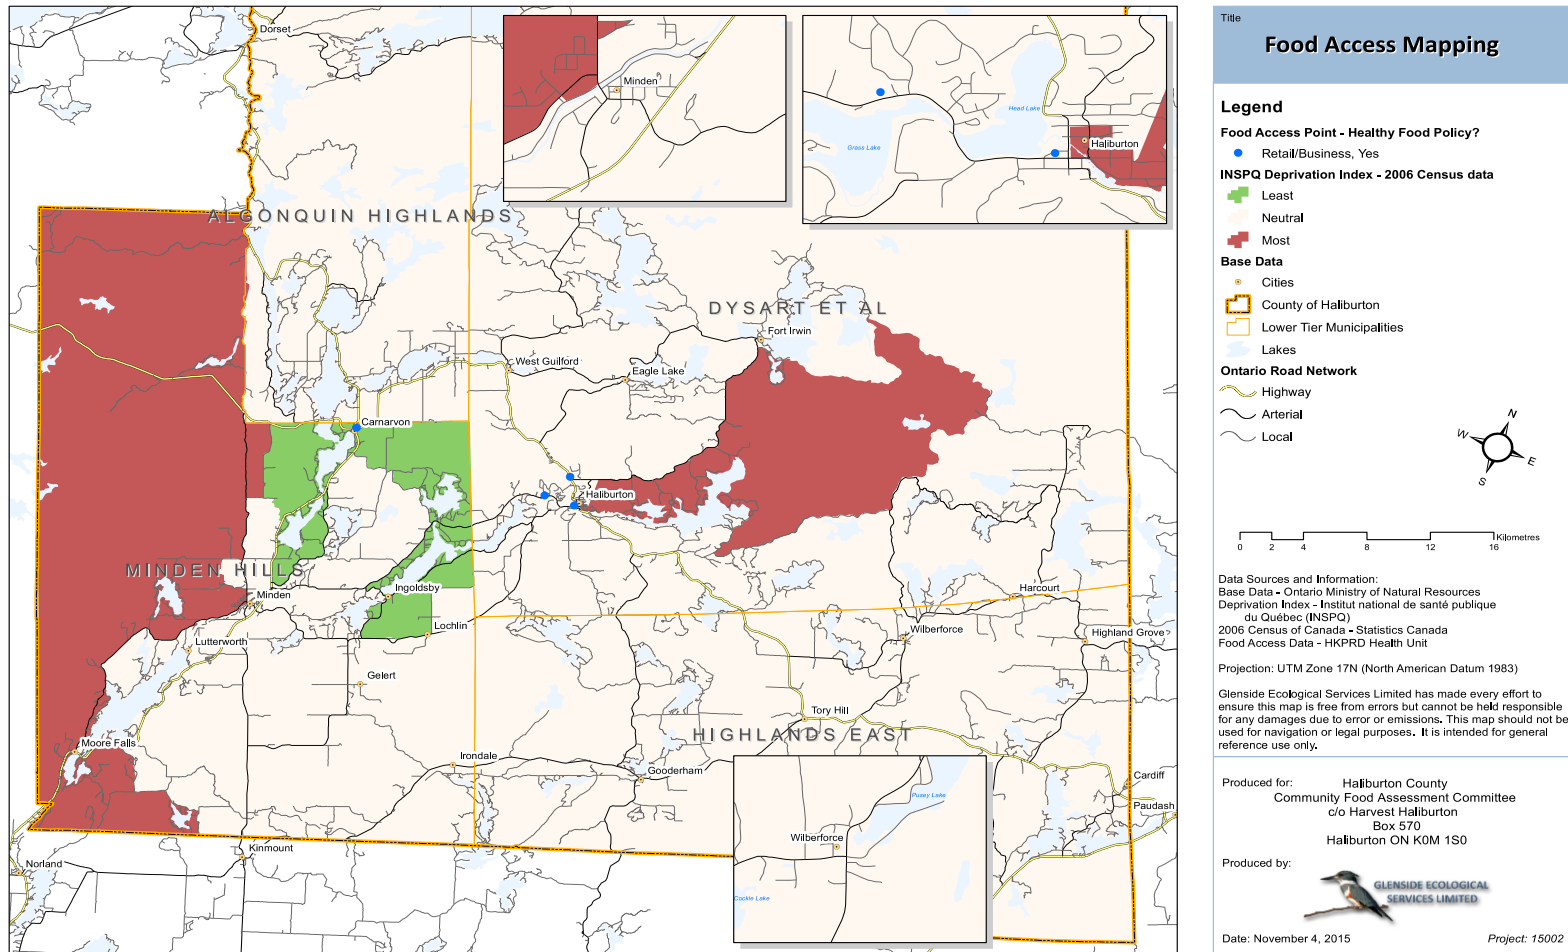 Dorset
ALGONQUIN HIGHLANDS
Minden
Grass Lake
Head Lake
Haliburton
DYSART ET AL
Fort Irwin
West Guilford
Eagle Lake
Carnarvon
Haliburton
MINDEN HILLS
Minden
Ingoldsby
Lochlin
Lutterworth
Gelert
Harcourt
Wilberforce
Highland Grove
Tory Hill
HIGHLANDS EAST
Moore Falls
Irondale
Gooderham
Cardiff
Paudash
Kinmount
Norland
Pusey Lake
Wilberforce
Cockle Lake
Title
Food Access Mapping
Legend
Food Access Point - Healthy Food Policy?
Retail/Business, Yes
INSPQ Deprivation Index - 2006 Census data
Least
Neutral
Most
Base Data
Cities
County of Haliburton
Lower Tier Municipalities
Lakes
Ontario Road Network
Highway
Arterial
Local
N
W
E
S
Kilometres
0 2 4 8 12 16
Data Sources and Information:
Base Data - Ontario Ministry of Natural Resources
Deprivation Index - Institut national de santé publique
du Québec (INSPQ)
2006 Census of Canada - Statistics Canada
Food Access Data - HKPRD Health Unit
Projection: UTM Zone 17N (North American Datum 1983)
Glenside Ecological Services Limited has made every effort to
ensure this map is free from errors but cannot be held responsible
for any damages due to error or emissions. This map should not be
used for navigation or legal purposes. It is intended for general
reference use only.
Produced for: Haliburton County
Community Food Assessment Committee
c/o Harvest Haliburton
Box 570
Haliburton ON K0M 1S0
Produced by:
GLENSIDE ECOLOGICAL
SERVICES LIMITED
Date: November 4, 2015 Project: 15002